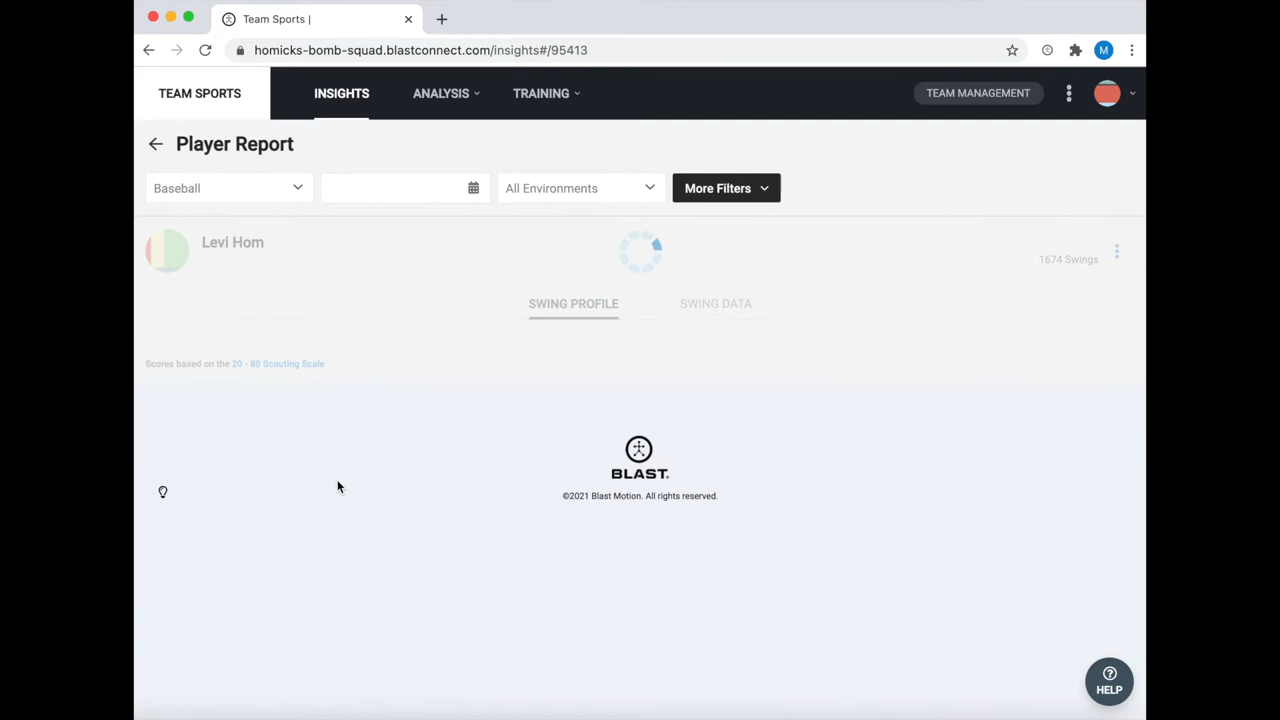 Team Sports |
homicks-bomb-squad.blastconnect.com/insights#/95413
M
TEAM SPORTS
INSIGHTS
ANALYSIS
TRAINING
TEAM MANAGEMENT
Player Report
Baseball
All Environments
More Filters
Levi Hom
1674 Swings
SWING PROFILE
SWING DATA
Scores based on the 20 - 80 Scouting Scale
BLAST.
©2021 Blast Motion. All rights reserved.
HELP